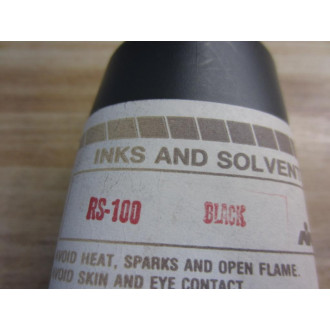 INKS AND SOLVENT
RS-100 BLACK
AVOID HEAT, SPARKS AND OPEN FLAME.
AVOID SKIN AND EYE CONTACT